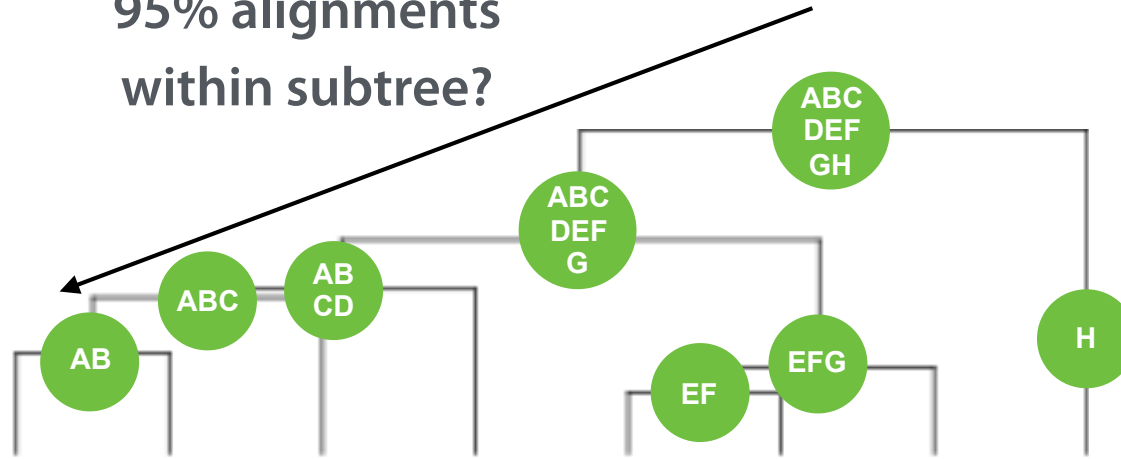 95% alignments
within subtree?
ABC
DEF
GH
ABC
DEF
G
AB
CD
ABC
AB
EFG
EF
H